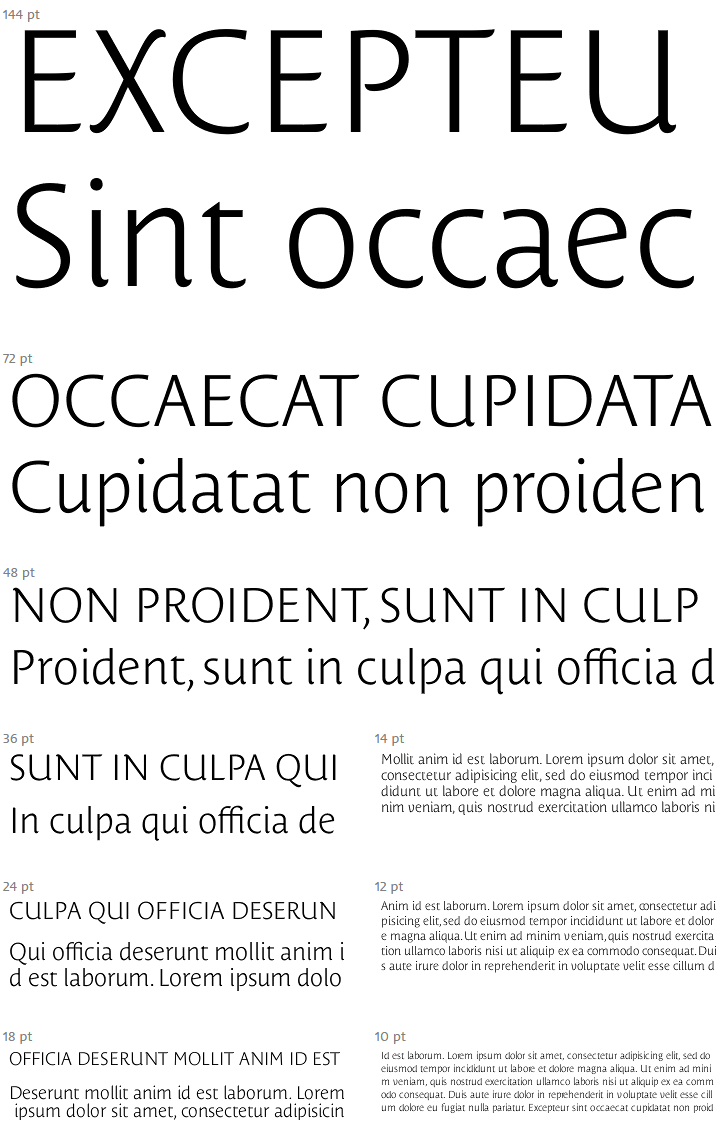 144 pt
EXCEPTEU
Sint occaec
72 pt
OCCAECAT CUPIDATA
Cupidatat non proiden
48 pt
NON PROIDENT, SUNT IN CULP
Proident, sunt in culpa qui officia d
36 pt
SUNT IN CULPA QUI
In culpa qui officia de
24 pt
CULPA QUI OFFICIA DESERUN
Qui officia deserunt mollit anim i
d est laborum. Lorem ipsum dolo
18 pt
OFFICIA DESERUNT MOLLIT ANIM ID EST
Deserunt mollit anim id est laborum. Lorem
ipsum dolor sit amet, consectetur adipisicin
14 pt
Mollit anim id est laborum. Lorem ipsum dolor sit amet,
consectetur adipisicing elit, sed do eiusmod tempor inci
didunt ut labore et dolore magna aliqua. Ut enim ad mi
nim veniam, quis nostrud exercitation ullamco laboris ni
12 pt
Anim id est laborum. Lorem ipsum dolor sit amet, consectetur adi
pisicing elit, sed do eiusmod tempor incididunt ut labore et dolor
e magna aliqua. Ut enim ad minim veniam, quis nostrud exercita
tion ullamco laboris nisi ut aliquip ex ea commodo consequat. Dui
s aute irure dolor in reprehenderit in voluptate velit esse cillum d
10 pt
Id est laborum. Lorem ipsum dolor sit amet, consectetur adipisicing elit, sed do
eiusmod tempor incididunt ut labore et dolore magna aliqua. Ut enim ad mini
m veniam, quis nostrud exercitation ullamco laboris nisi ut aliquip ex ea comm
odo consequat. Duis aute irure dolor in reprehenderit in voluptate velit esse cill
um dolore eu fugiat nulla pariatur. Excepteur sint occaecat cupidatat non proid